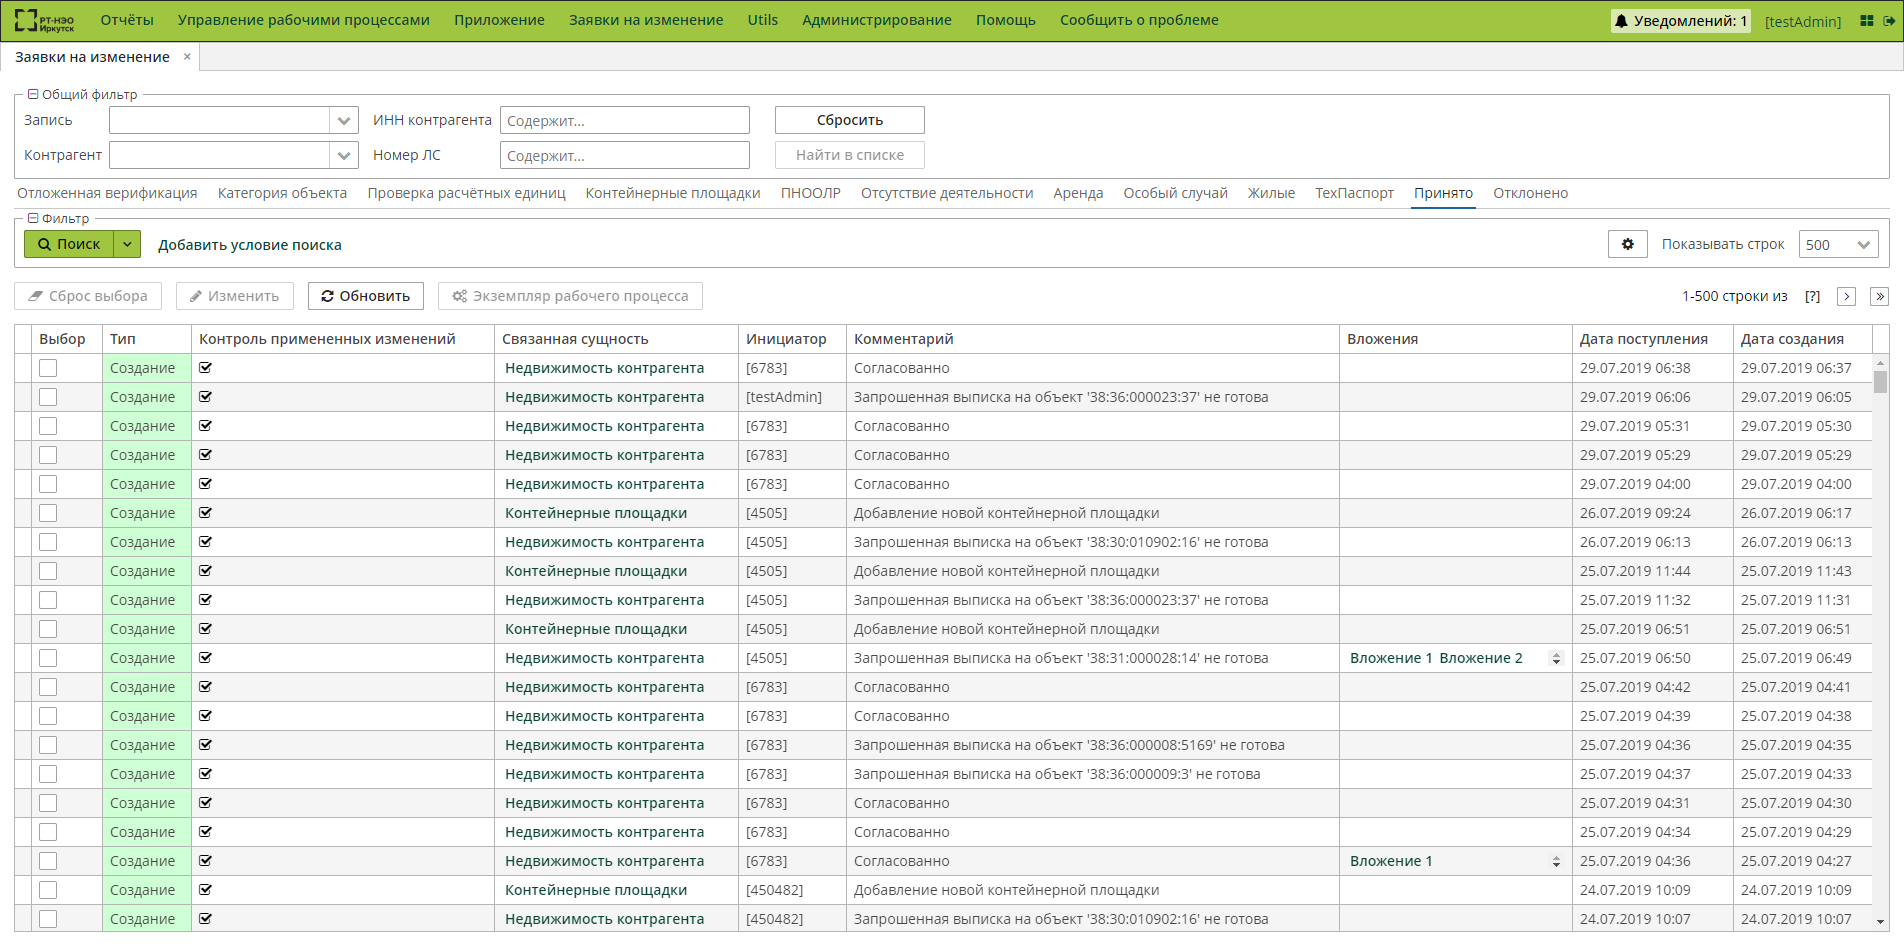 РТ-НЭО Иркутск Отчёты Управление рабочими процессами Приложение Заявки на изменение Utils Администрирование Помощь Сообщить о проблеме Уведомлений: 1 [testAdmin]
Заявки на изменение ×
Общий фильтр
Запись ИНН контрагента Содержит... Сбросить
Контрагент Номер ЛС Содержит... Найти в списке
Отложенная верификация Категория объекта Проверка расчётных единиц Контейнерные площадки ПНООЛР Отсутствие деятельности Аренда Особый случай Жилые ТехПаспорт Принято Отклонено
Фильтр
Поиск Добавить условие поиска Показывать строк 500
Сброс выбора Изменить Обновить Экземпляр рабочего процесса 1-500 строки из [?] > »
Выбор Тип Контроль примененных изменений Связанная сущность Инициатор Комментарий Вложения Дата поступления Дата создания
Создание Недвижимость контрагента [6783] Согласованно 29.07.2019 06:38 29.07.2019 06:37
Создание Недвижимость контрагента [testAdmin] Запрошенная выписка на объект '38:36:000023:37' не готова 29.07.2019 06:06 29.07.2019 06:05
Создание Недвижимость контрагента [6783] Согласованно 29.07.2019 05:31 29.07.2019 05:30
Создание Недвижимость контрагента [6783] Согласованно 29.07.2019 05:29 29.07.2019 05:29
Создание Недвижимость контрагента [6783] Согласованно 29.07.2019 04:00 29.07.2019 04:00
Создание Контейнерные площадки [4505] Добавление новой контейнерной площадки 26.07.2019 09:24 26.07.2019 06:17
Создание Недвижимость контрагента [4505] Запрошенная выписка на объект '38:30:010902:16' не готова 26.07.2019 06:13 26.07.2019 06:13
Создание Контейнерные площадки [4505] Добавление новой контейнерной площадки 25.07.2019 11:44 25.07.2019 11:43
Создание Недвижимость контрагента [4505] Запрошенная выписка на объект '38:36:000023:37' не готова 25.07.2019 11:32 25.07.2019 11:31
Создание Контейнерные площадки [4505] Добавление новой контейнерной площадки 25.07.2019 06:51 25.07.2019 06:51
Создание Недвижимость контрагента [4505] Запрошенная выписка на объект '38:31:000028:14' не готова Вложение 1 Вложение 2 25.07.2019 06:50 25.07.2019 06:49
Создание Недвижимость контрагента [6783] Согласованно 25.07.2019 04:42 25.07.2019 04:41
Создание Недвижимость контрагента [6783] Согласованно 25.07.2019 04:39 25.07.2019 04:38
Создание Недвижимость контрагента [6783] Запрошенная выписка на объект '38:36:000008:5169' не готова 25.07.2019 04:36 25.07.2019 04:35
Создание Недвижимость контрагента [6783] Запрошенная выписка на объект '38:36:000009:3' не готова 25.07.2019 04:37 25.07.2019 04:33
Создание Недвижимость контрагента [6783] Согласованно 25.07.2019 04:31 25.07.2019 04:30
Создание Недвижимость контрагента [6783] Согласованно 25.07.2019 04:34 25.07.2019 04:29
Создание Недвижимость контрагента [6783] Согласованно Вложение 1 25.07.2019 04:36 25.07.2019 04:27
Создание Контейнерные площадки [450482] Добавление новой контейнерной площадки 24.07.2019 10:09 24.07.2019 10:09
Создание Недвижимость контрагента [450482] Запрошенная выписка на объект '38:30:010902:16' не готова 24.07.2019 10:07 24.07.2019 10:07